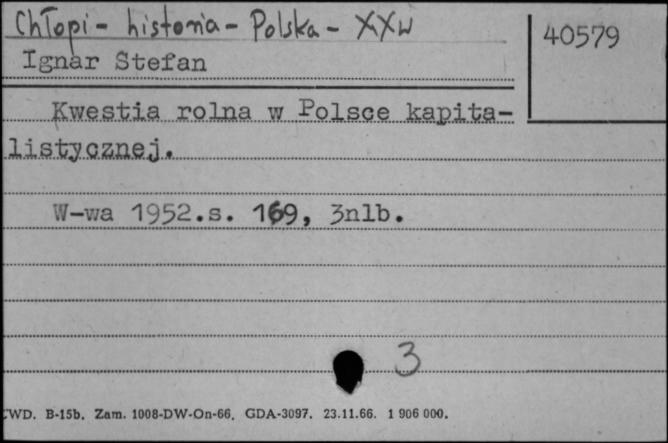 Chłopi - historia - Polska - XXw
40579
Ignar Stefan
Kwestia rolna w Polsce kapita-
listycznej.
W-wa 1952.s. 169, 3nlb.
3
WD. B-15b. Zam. 1008-DW-On-66. GDA-3097. 23.11.66. 1 906 000.